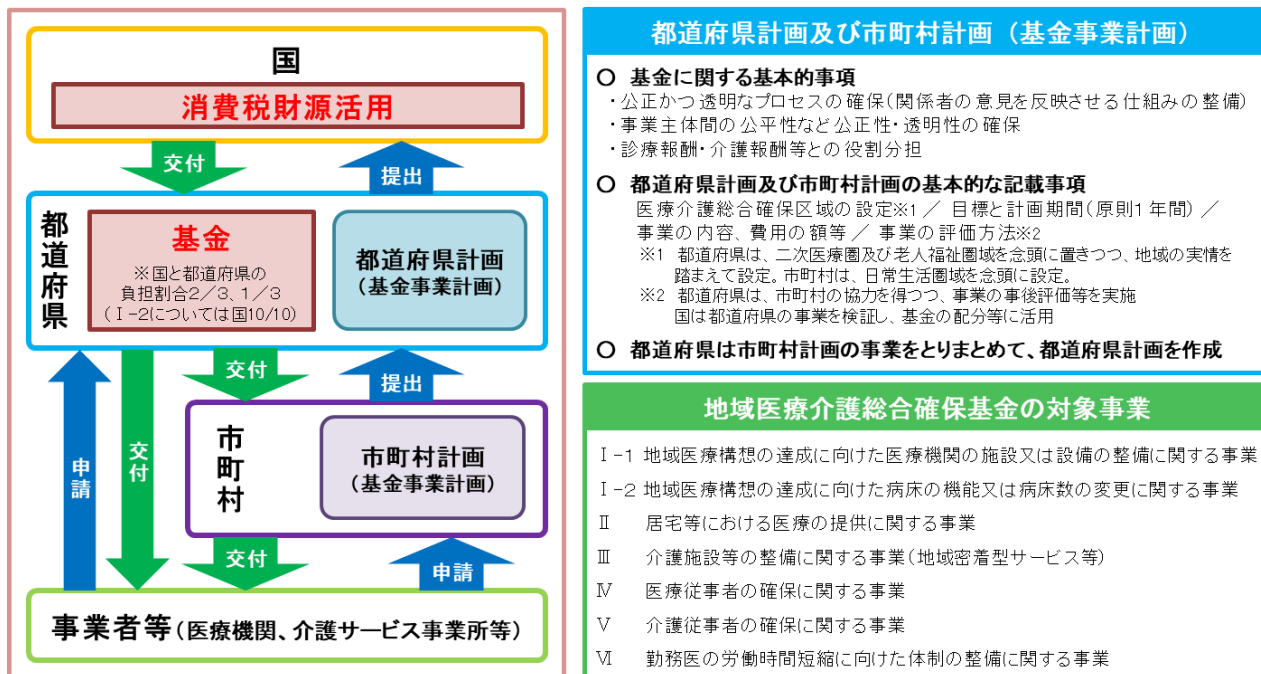 国
消費税財源活用
交付
提出
都道府県
基金
※国と都道府県の
負担割合2/3、1/3
(Ⅰ-2については国10/10)
都道府県計画
(基金事業計画)
申請
交付
交付
提出
市町村
市町村計画
(基金事業計画)
交付
申請
事業者等(医療機関、介護サービス事業所等)
都道府県計画及び市町村計画(基金事業計画)
○ 基金に関する基本的事項
・公正かつ透明なプロセスの確保(関係者の意見を反映させる仕組みの整備)
・事業主体間の公平性など公正性・透明性の確保
・診療報酬・介護報酬等との役割分担
○ 都道府県計画及び市町村計画の基本的な記載事項
医療介護総合確保区域の設定※1 / 目標と計画期間(原則1年間) /
事業の内容、費用の額等 / 事業の評価方法※2
※1 都道府県は、二次医療圏及び老人福祉圏域を念頭に置きつつ、地域の実情を
踏まえて設定。市町村は、日常生活圏域を念頭に設定。
※2 都道府県は、市町村の協力を得つつ、事業の事後評価等を実施
国は都道府県の事業を検証し、基金の配分等に活用
○ 都道府県は市町村計画の事業をとりまとめて、都道府県計画を作成
地域医療介護総合確保基金の対象事業
Ⅰ-1 地域医療構想の達成に向けた医療機関の施設又は設備の整備に関する事業
Ⅰ-2 地域医療構想の達成に向けた病床の機能又は病床数の変更に関する事業
Ⅱ 居宅等における医療の提供に関する事業
Ⅲ 介護施設等の整備に関する事業(地域密着型サービス等)
Ⅳ 医療従事者の確保に関する事業
Ⅴ 介護従事者の確保に関する事業
Ⅵ 勤務医の労働時間短縮に向けた体制の整備に関する事業